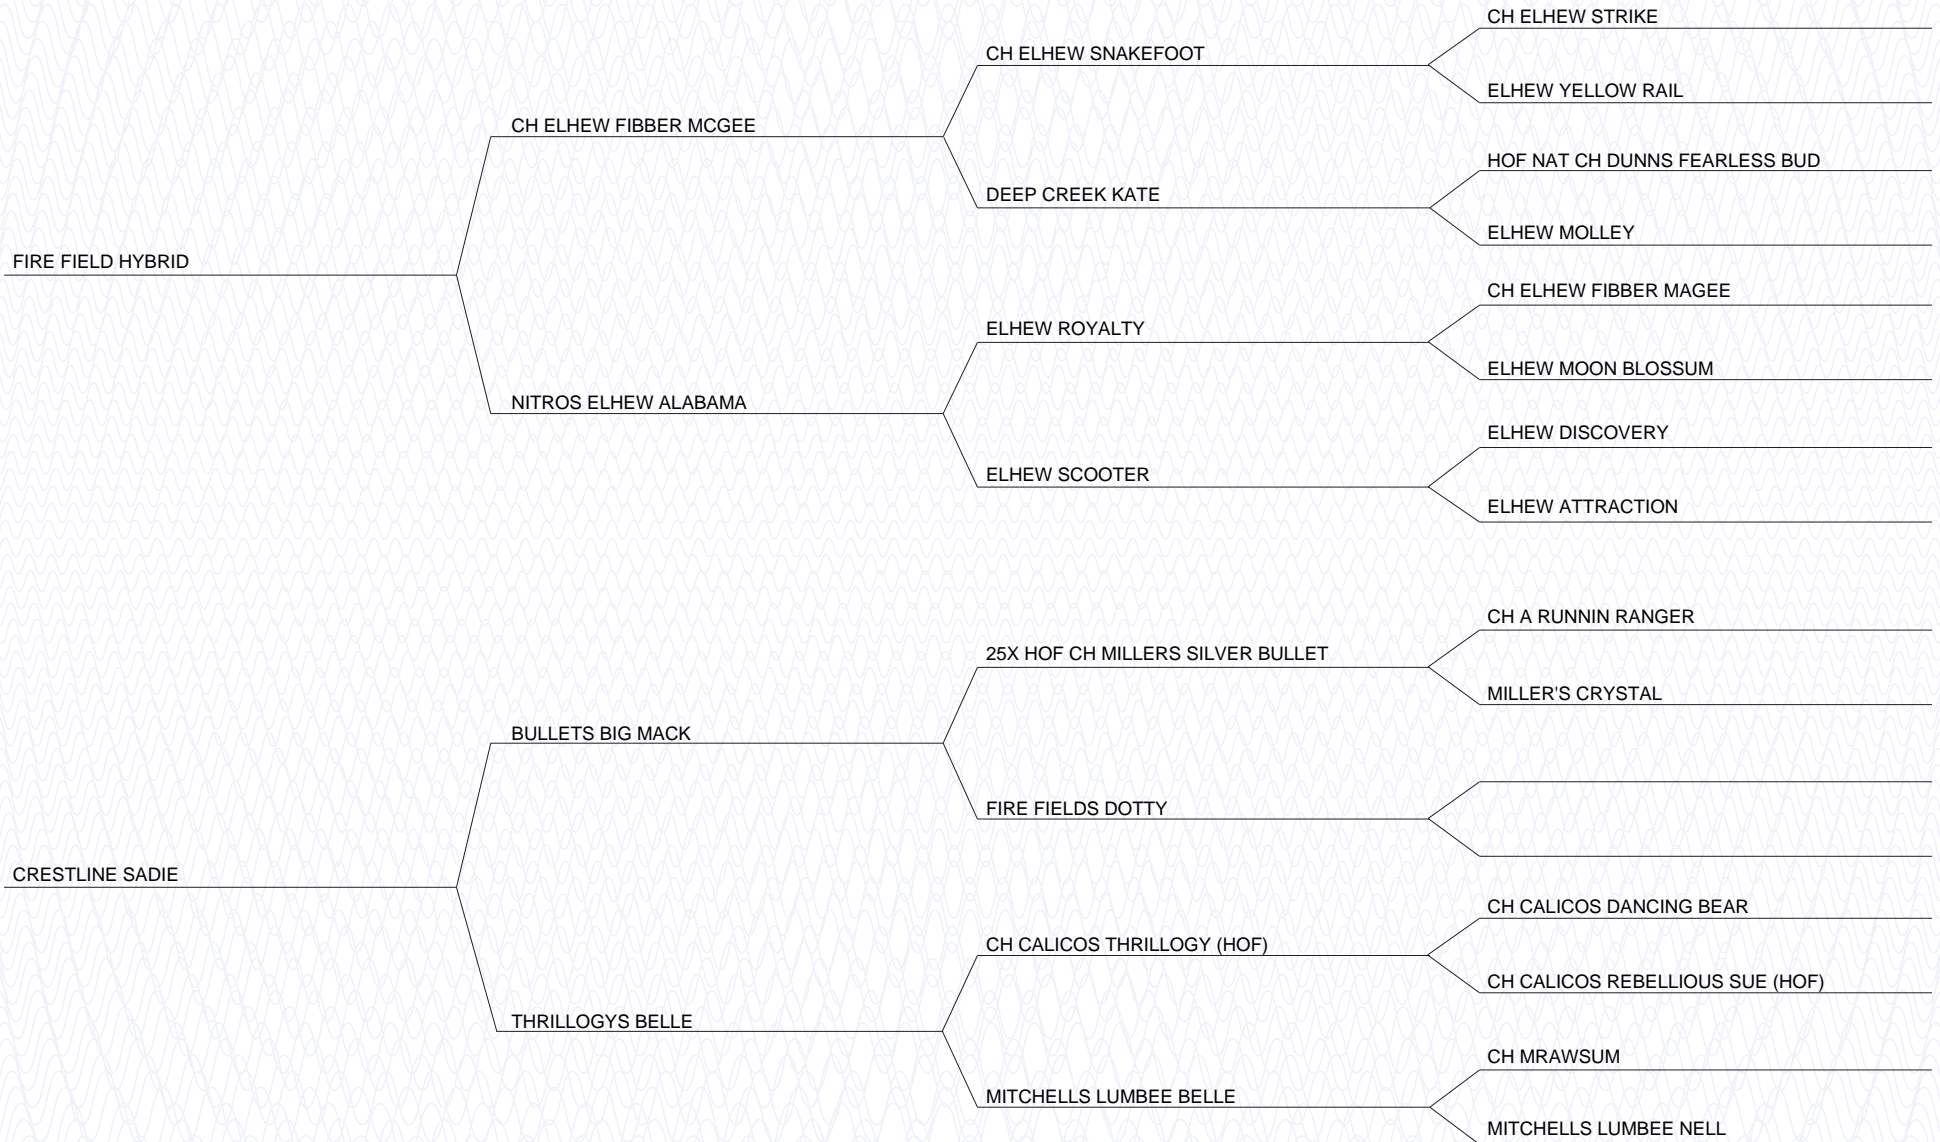 CH ELHEW STRIKE
CH ELHEW SNAKEFOOT
ELHEW YELLOW RAIL
CH ELHEW FIBBER MCGEE
HOF NAT CH DUNNS FEARLESS BUD
DEEP CREEK KATE
ELHEW MOLLEY
FIRE FIELD HYBRID
CH ELHEW FIBBER MAGEE
ELHEW ROYALTY
ELHEW MOON BLOSSUM
NITROS ELHEW ALABAMA
ELHEW DISCOVERY
ELHEW SCOOTER
ELHEW ATTRACTION
CH A RUNNIN RANGER
25X HOF CH MILLERS SILVER BULLET
MILLER'S CRYSTAL
BULLETS BIG MACK
FIRE FIELDS DOTTY
CRESTLINE SADIE
CH CALICOS DANCING BEAR
CH CALICOS THRILLOGY (HOF)
CH CALICOS REBELLIOUS SUE (HOF)
THRILLOGYS BELLE
CH MRAWSUM
MITCHELLS LUMBEE BELLE
MITCHELLS LUMBEE NELL